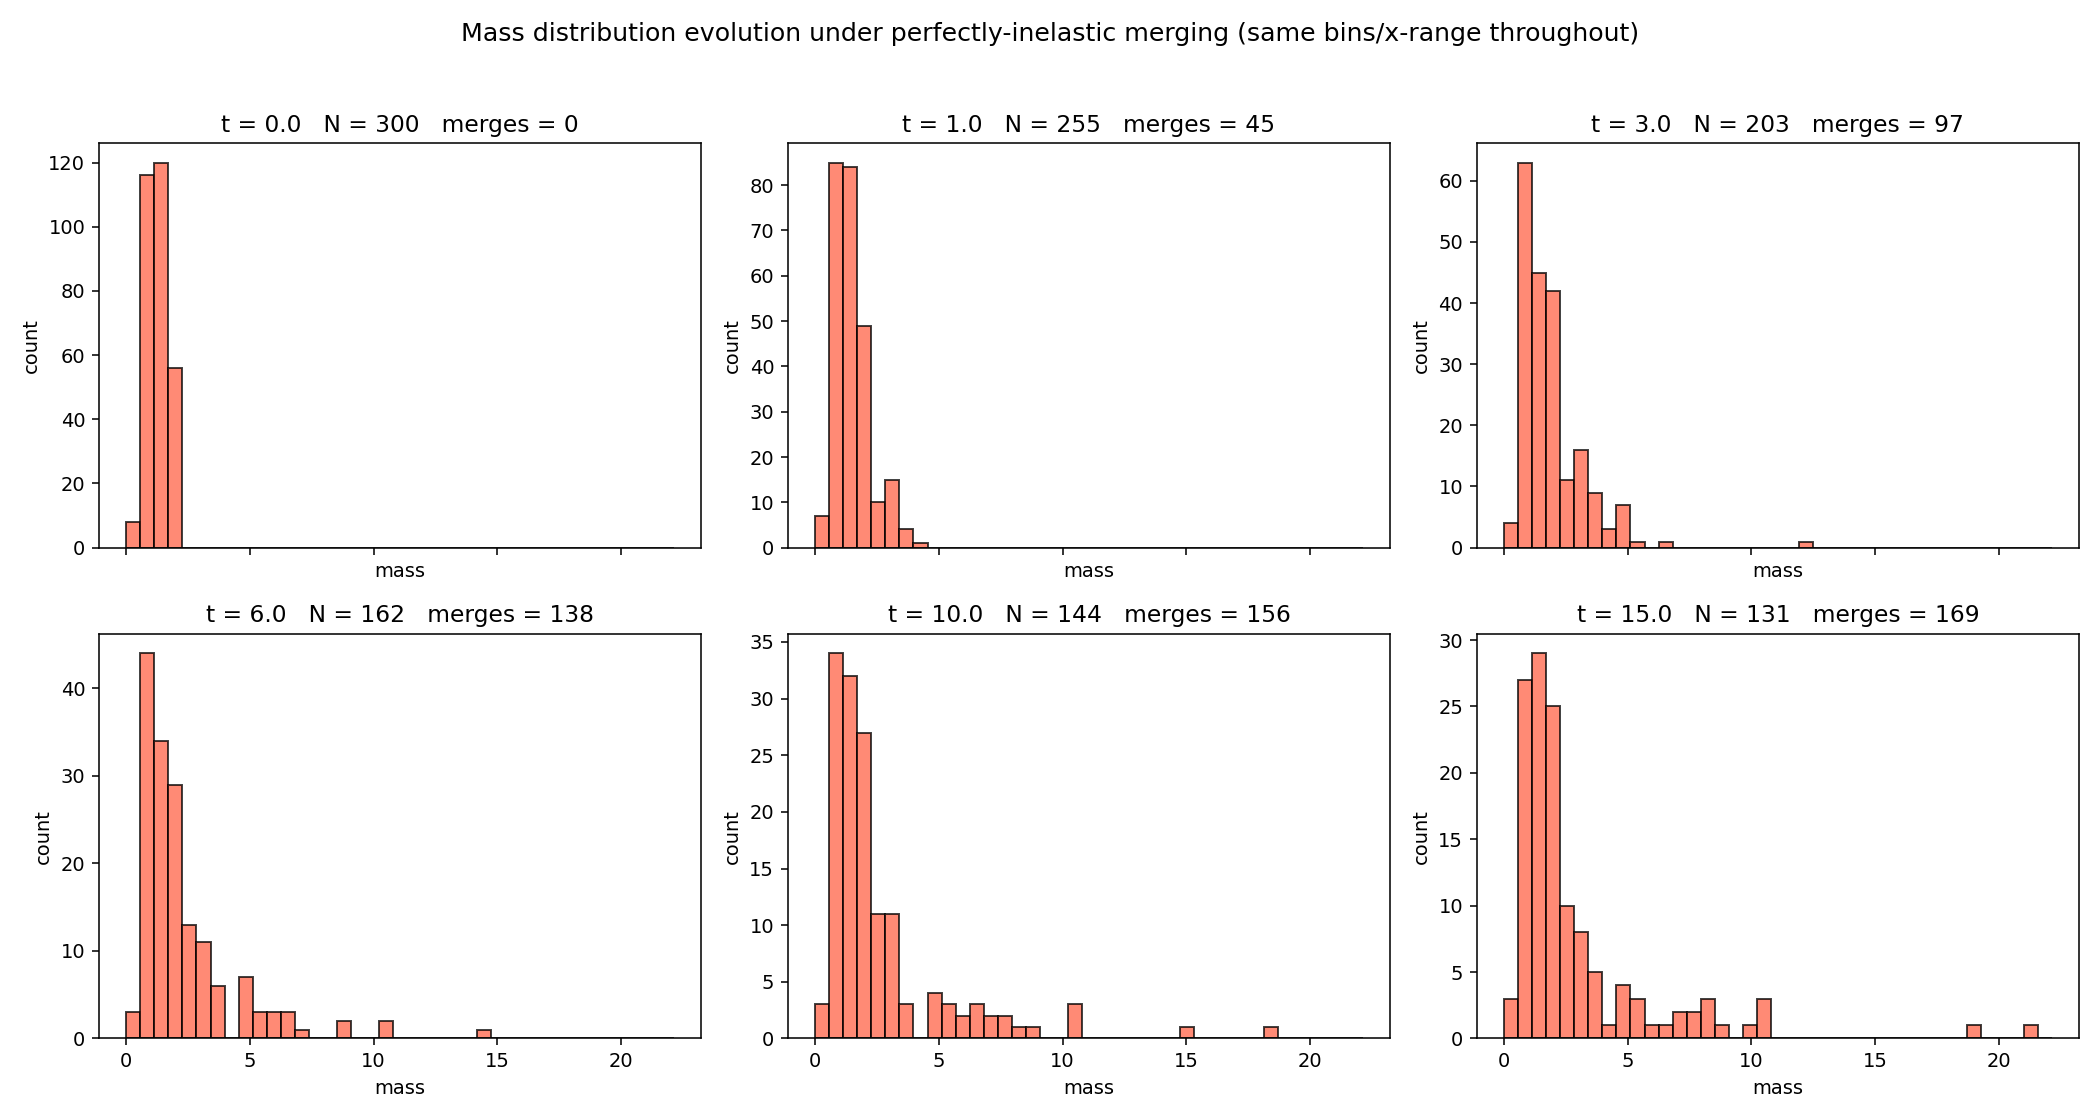 Mass distribution evolution under perfectly-inelastic merging (same bins/x-range throughout)
t = 0.0   N = 300   merges = 0
120
100
80
60
40
20
0
count
mass
t = 1.0   N = 255   merges = 45
80
70
60
50
40
30
20
10
0
count
mass
t = 3.0   N = 203   merges = 97
60
50
40
30
20
10
0
count
mass
t = 6.0   N = 162   merges = 138
40
30
20
10
0
count
0 5 10 15 20
mass
t = 10.0   N = 144   merges = 156
35
30
25
20
15
10
5
0
count
0 5 10 15 20
mass
t = 15.0   N = 131   merges = 169
30
25
20
15
10
5
0
count
0 5 10 15 20
mass